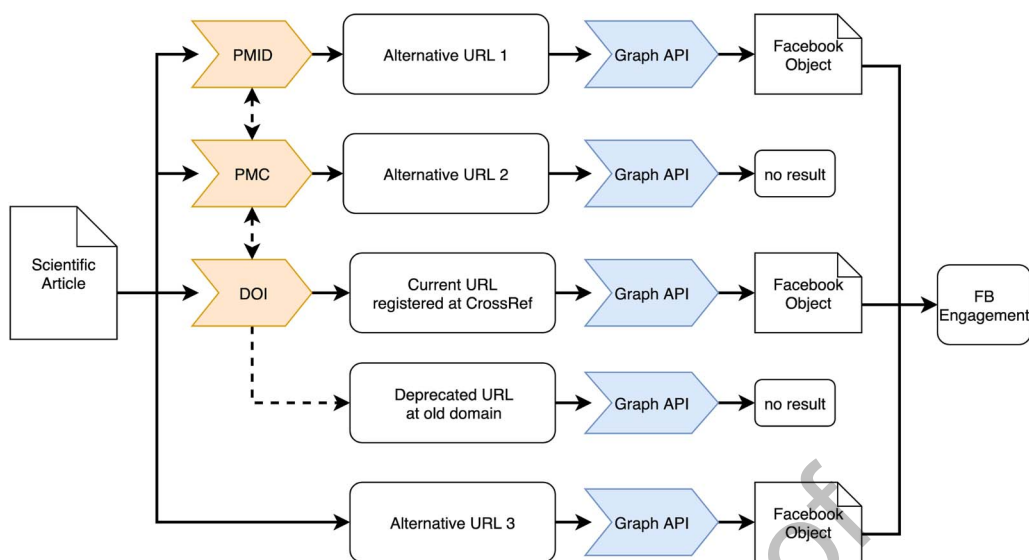 PMID
Alternative URL 1
Graph API
Facebook
Object
PMC
Alternative URL 2
Graph API
no result
Scientific
Article
DOI
Current URL
registered at CrossRef
Graph API
Facebook
Object
FB
Engagement
Deprecated URL
at old domain
Graph API
no result
Alternative URL 3
Graph API
Facebook
Object